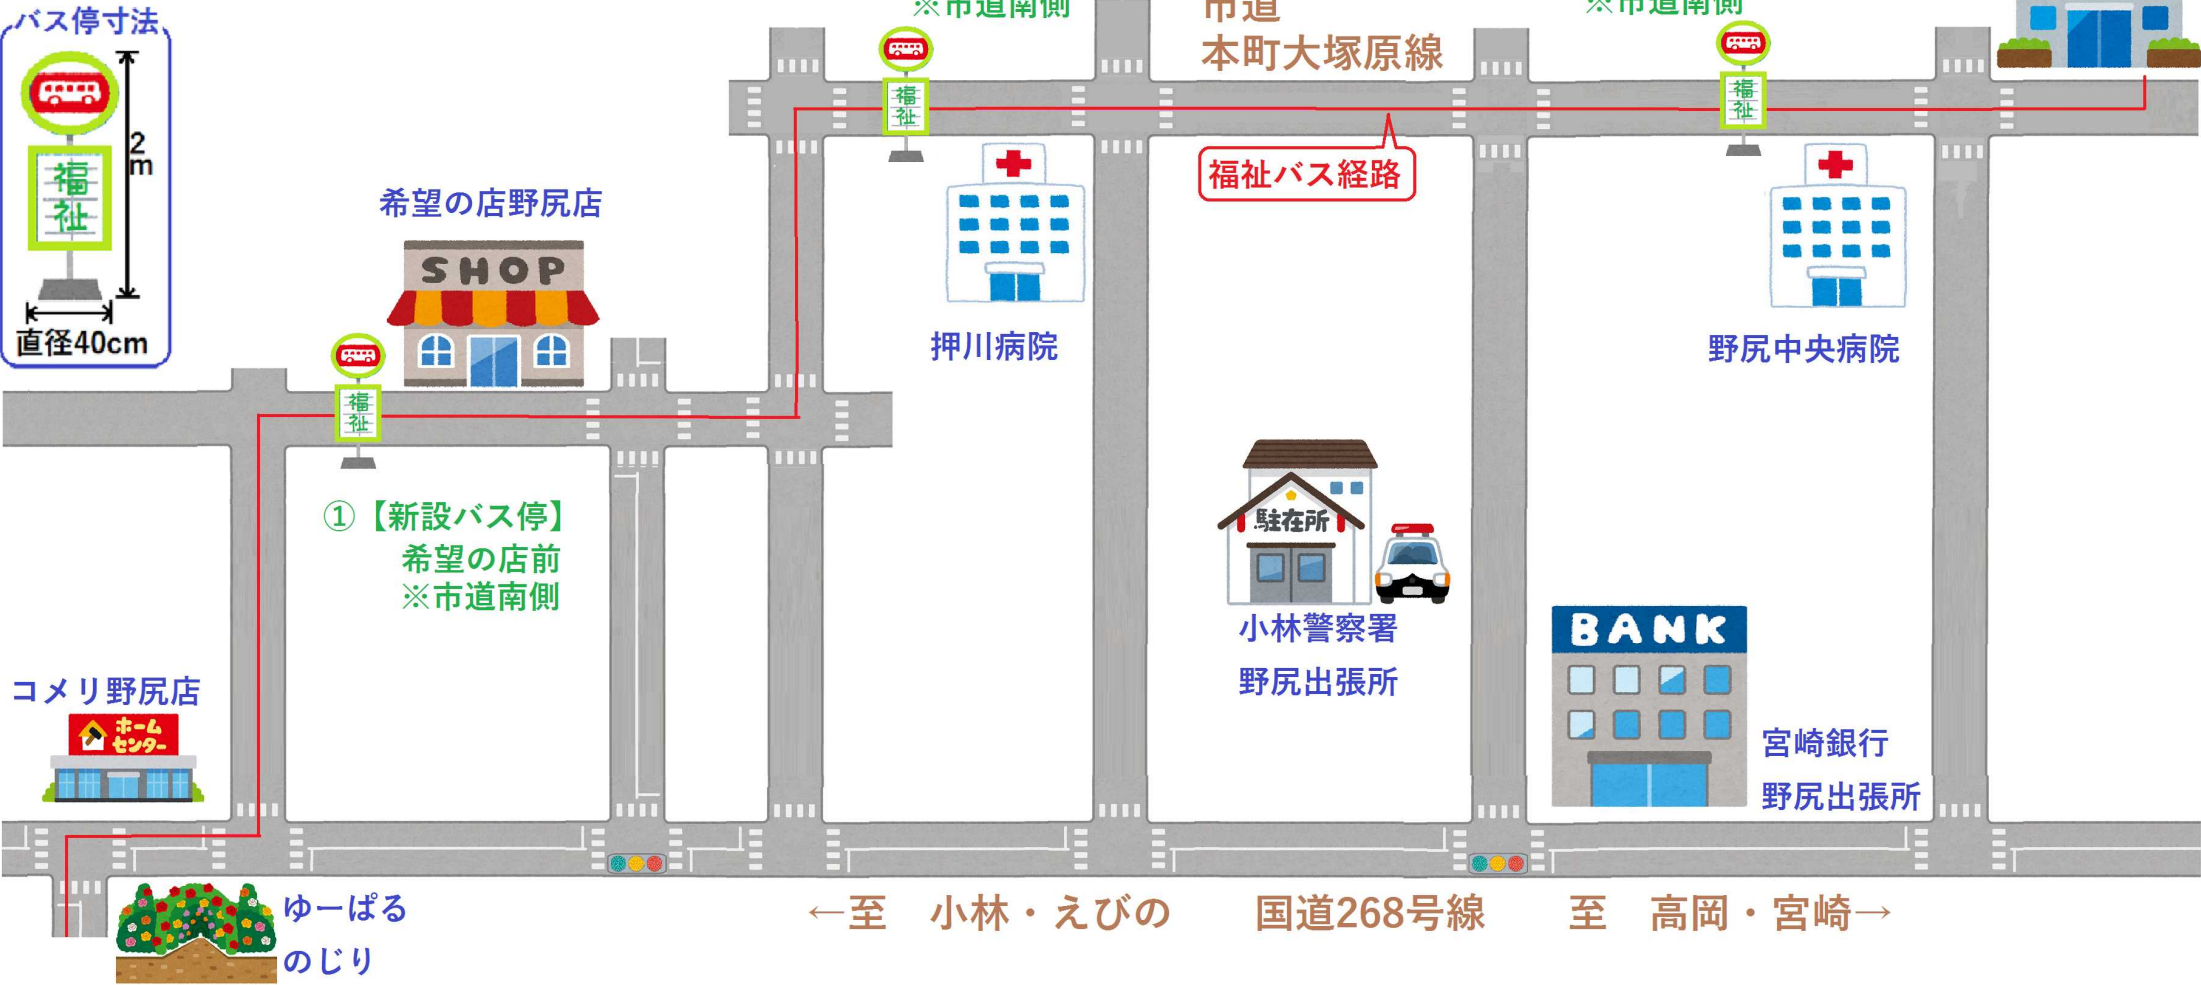 バス停寸法
福
祉
2m
直径40cm
※市道南側
市道
本町大塚原線
※市道南側
福
祉
福
祉
福祉バス経路
希望の店野尻店
SHOP
押川病院
野尻中央病院
福
祉
①【新設バス停】
希望の店前
※市道南側
駐在所
小林警察署
野尻出張所
BANK
宮崎銀行
野尻出張所
コメリ野尻店
ホーム
センター
ゆーぱる
のじり
←至 小林・えびの 国道268号線 至 高岡・宮崎→